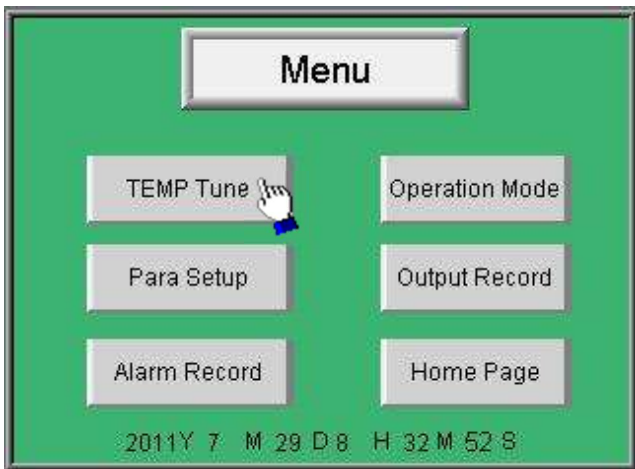 Menu
TEMP Tune
Operation Mode
Para Setup
Output Record
Alarm Record
Home Page
2011Y 7 M 29 D 8 H 32 M 52 S